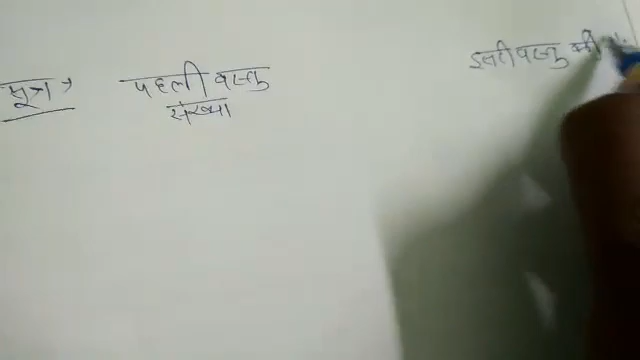 सूत्र → पहली वस्तु
संख्या
दूसरी वस्तु की